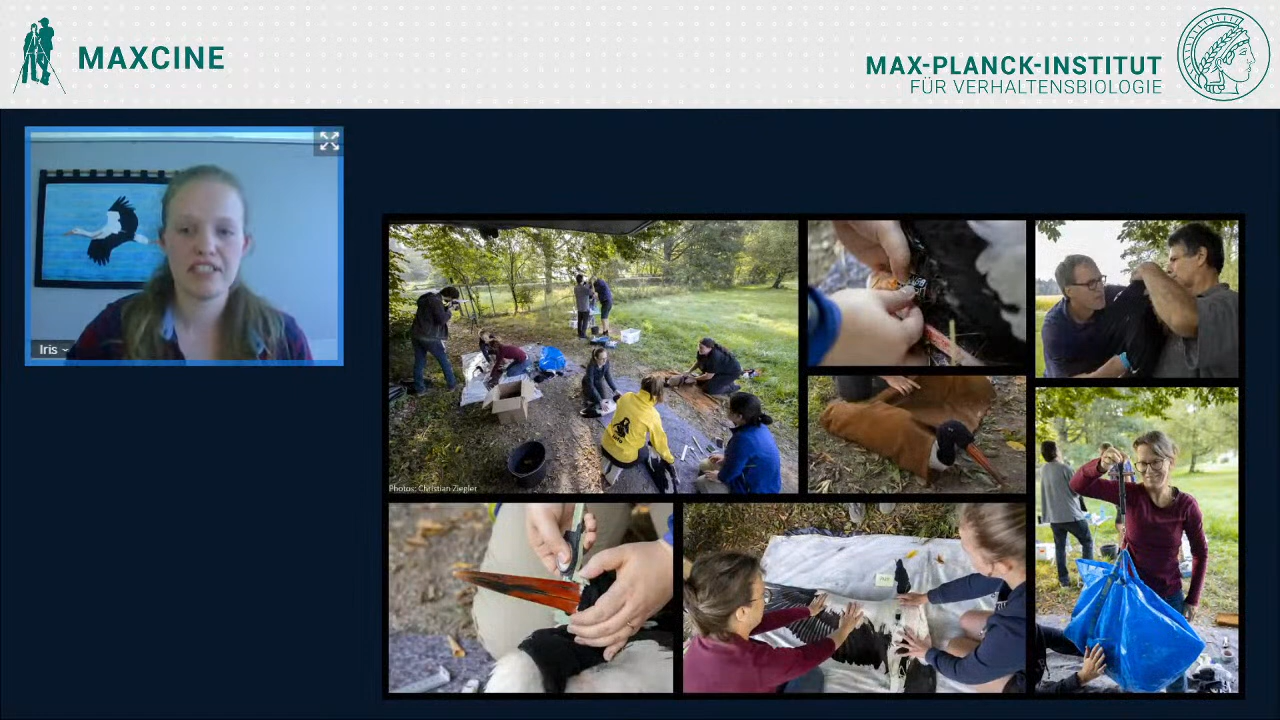 MAXCINE
MAX-PLANCK-INSTITUT
FÜR VERHALTENSBIOLOGIE
Iris
Photos: Christian Ziegler